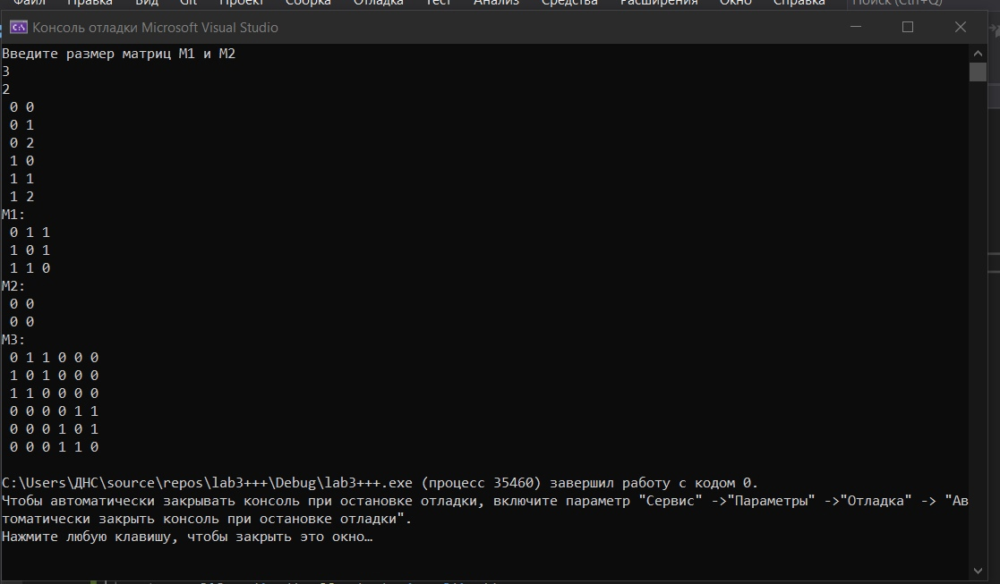 Файл Правка Вид Git Проект Сборка Отладка Тест Анализ Средства Расширения Окно Справка Поиск (Ctrl+Q)
C:\ Консоль отладки Microsoft Visual Studio
Введите размер матриц M1 и M2
3
2
0 0
0 1
0 2
1 0
1 1
1 2
M1:
0 1 1
1 0 1
1 1 0
M2:
0 0
0 0
M3:
0 1 1 0 0 0
1 0 1 0 0 0
1 1 0 0 0 0
0 0 0 0 1 1
0 0 0 1 0 1
0 0 0 1 1 0
C:\Users\ДНС\source\repos\lab3+++\Debug\lab3+++.exe (процесс 35460) завершил работу с кодом 0.
Чтобы автоматически закрывать консоль при остановке отладки, включите параметр "Сервис" ->"Параметры" ->"Отладка" -> "Ав
томатически закрыть консоль при остановке отладки".
Нажмите любую клавишу, чтобы закрыть это окно…